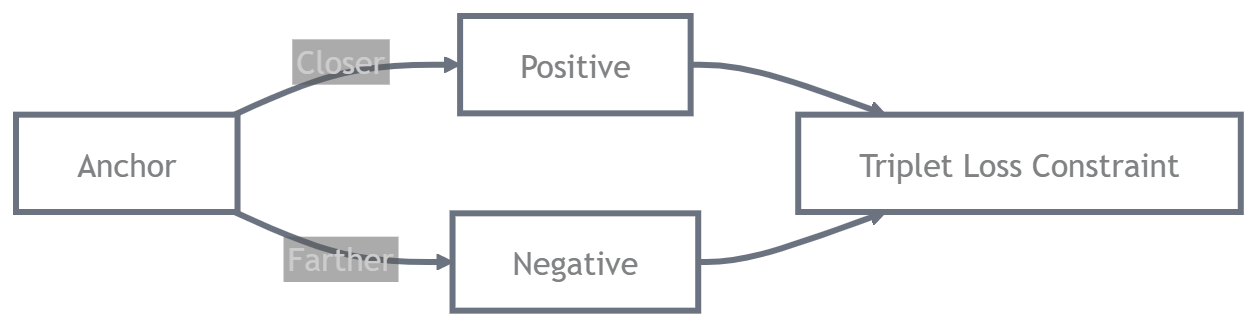 Closer
Positive
Anchor
Triplet Loss Constraint
Farther
Negative